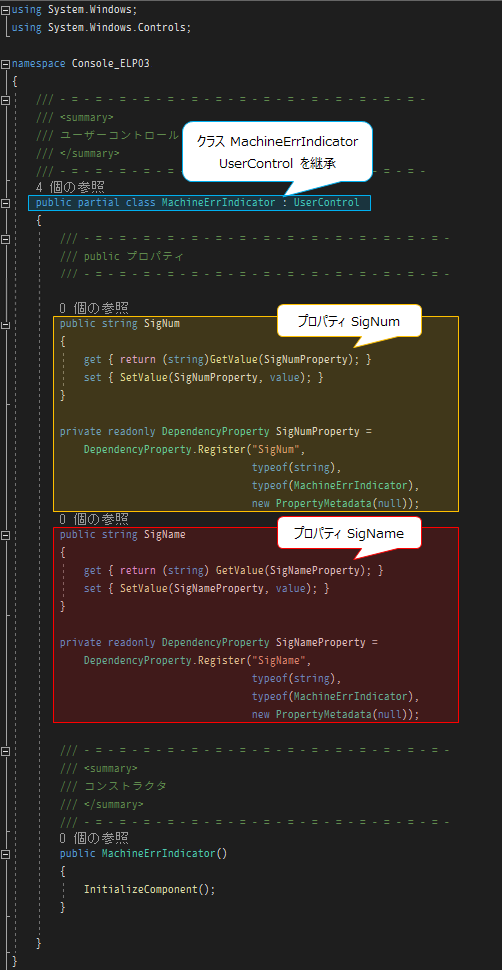 using System.Windows;
using System.Windows.Controls;
namespace Console_ELP03
{
/// - = - = - = - = - = - = - = - = - = - = - = - = - = - = - = -
/// <summary>
/// ユーザーコントロール
/// </summary>
/// - = - = - = - = - = - = - = - = - = - = - = - = - = - = - = -
クラス MachineErrIndicator
UserControl を継承
4 個の参照
public partial class MachineErrIndicator : UserControl
{
/// - = - = - = - = - = - = - = - = - = - = - = - = - = - = - = -
/// public プロパティ
/// - = - = - = - = - = - = - = - = - = - = - = - = - = - = - = -
0 個の参照
public string SigNum
プロパティ SigNum
{
get { return (string)GetValue(SigNumProperty); }
set { SetValue(SigNumProperty, value); }
}
private readonly DependencyProperty SigNumProperty =
DependencyProperty.Register("SigNum",
typeof(string),
typeof(MachineErrIndicator),
new PropertyMetadata(null));
0 個の参照
public string SigName
プロパティ SigName
{
get { return (string) GetValue(SigNameProperty); }
set { SetValue(SigNameProperty, value); }
}
private readonly DependencyProperty SigNameProperty =
DependencyProperty.Register("SigName",
typeof(string),
typeof(MachineErrIndicator),
new PropertyMetadata(null));
/// - = - = - = - = - = - = - = - = - = - = - = - = - = - = - = -
/// <summary>
/// コンストラクタ
/// </summary>
/// - = - = - = - = - = - = - = - = - = - = - = - = - = - = - = -
0 個の参照
public MachineErrIndicator()
{
InitializeComponent();
}
}
}